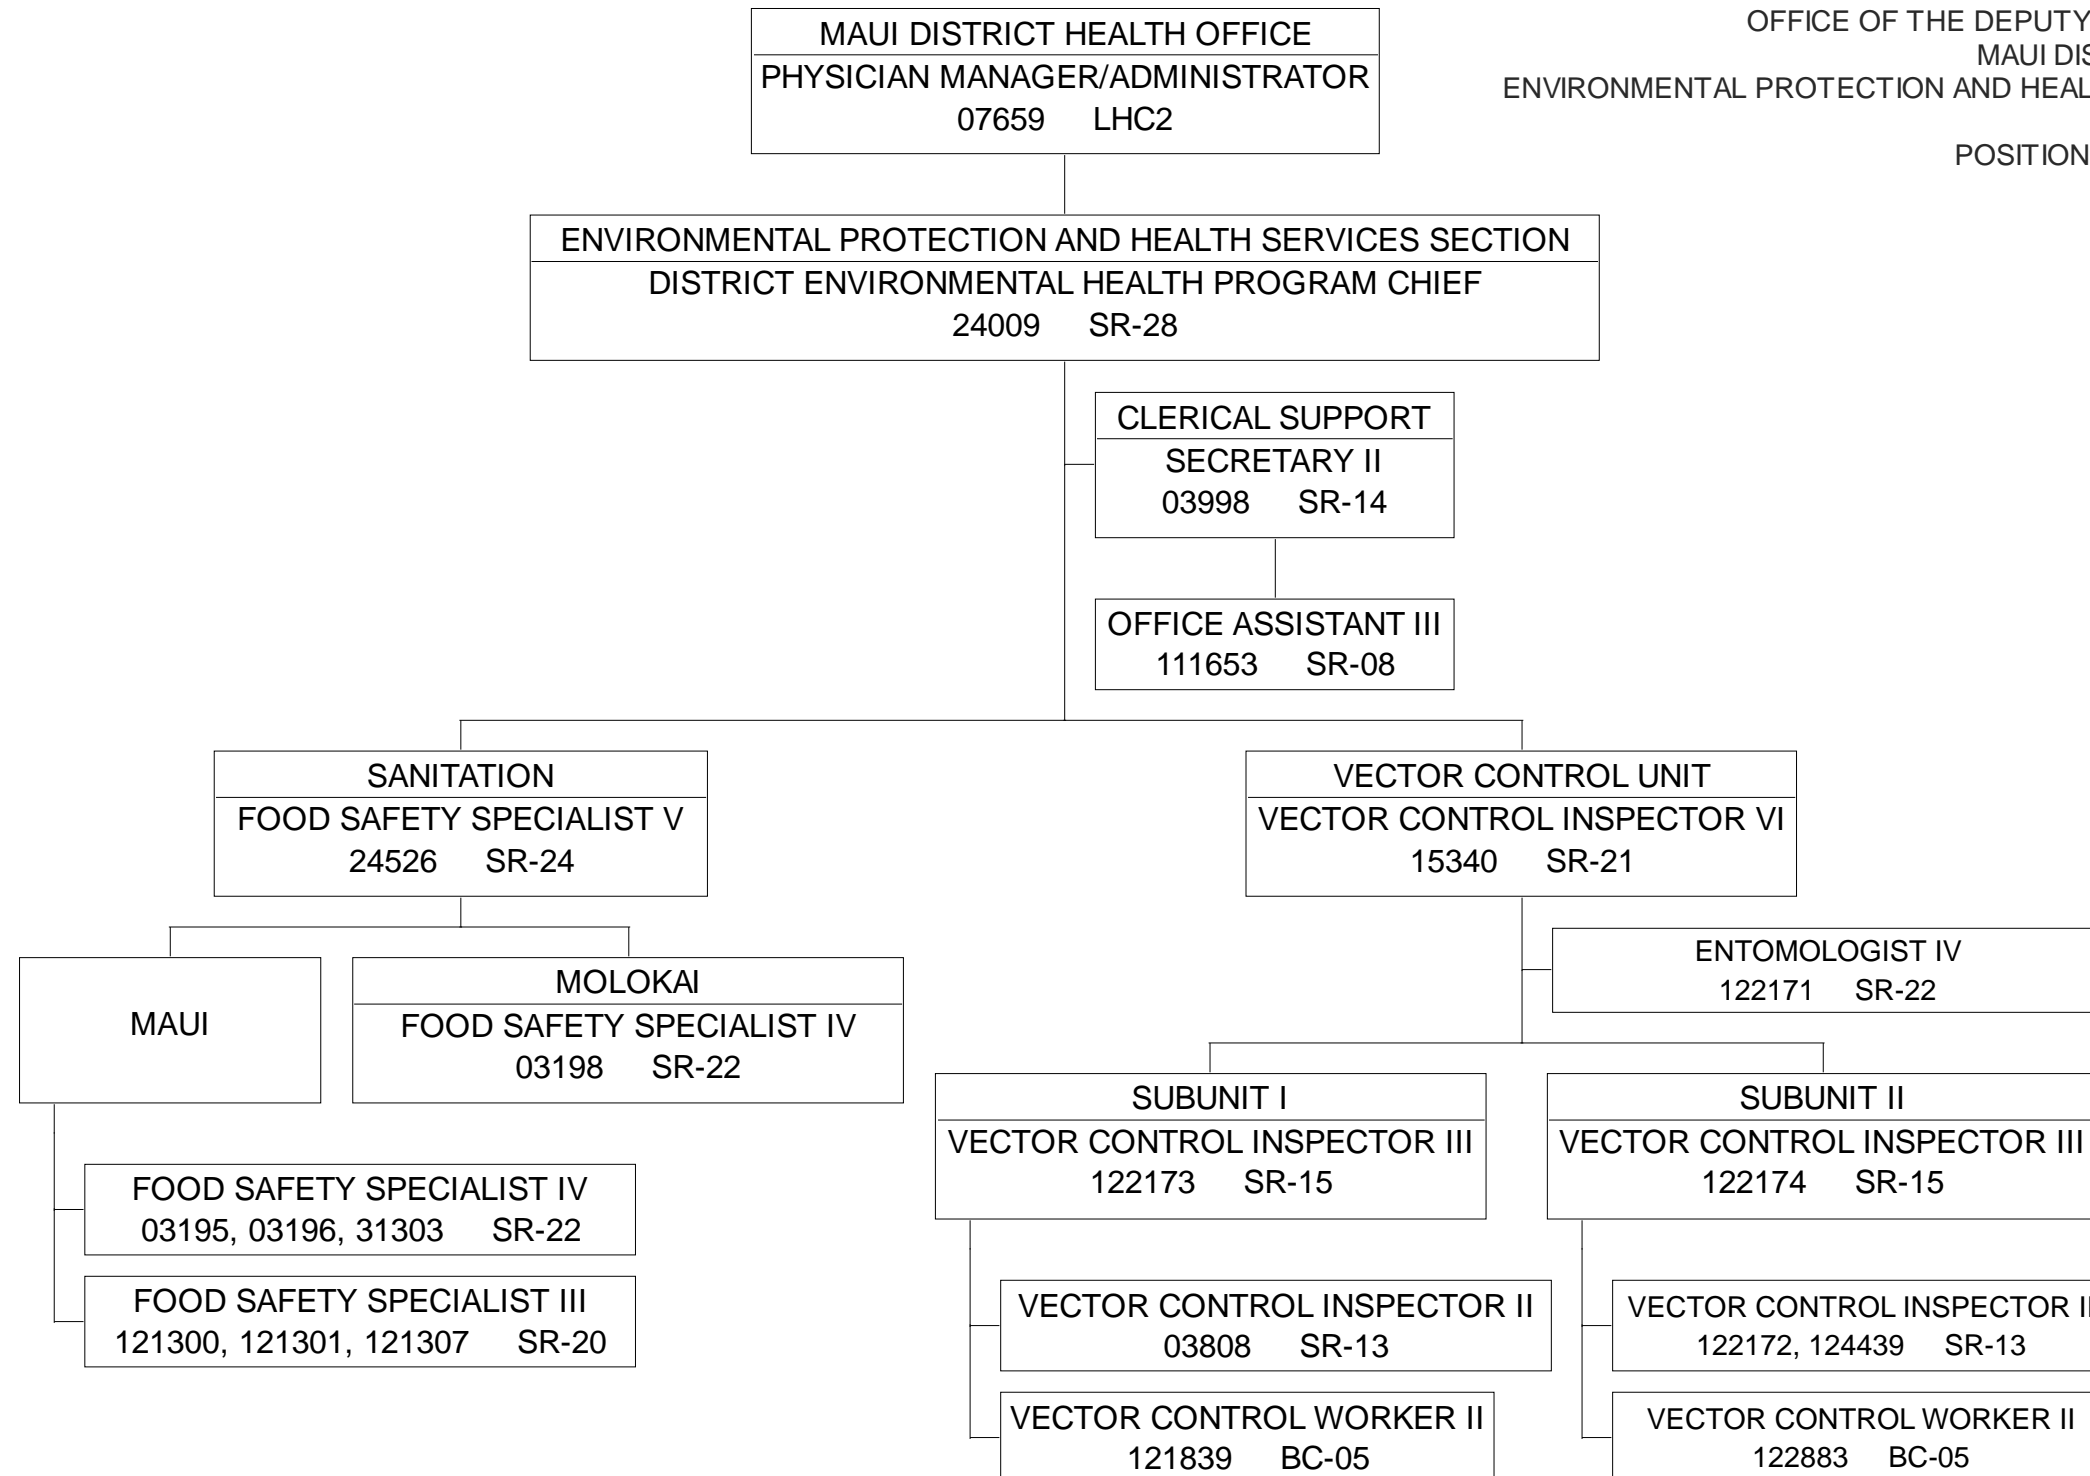 MAUI DISTRICT HEALTH OFFICE
PHYSICIAN MANAGER/ADMINISTRATOR
07659 LHC2
OFFICE OF THE DEPUTY
MAUI DIS
ENVIRONMENTAL PROTECTION AND HEAL
POSITION
ENVIRONMENTAL PROTECTION AND HEALTH SERVICES SECTION
DISTRICT ENVIRONMENTAL HEALTH PROGRAM CHIEF
24009 SR-28
CLERICAL SUPPORT
SECRETARY II
03998 SR-14
OFFICE ASSISTANT III
111653 SR-08
SANITATION
FOOD SAFETY SPECIALIST V
24526 SR-24
MAUI
MOLOKAI
FOOD SAFETY SPECIALIST IV
03198 SR-22
FOOD SAFETY SPECIALIST IV
03195, 03196, 31303 SR-22
FOOD SAFETY SPECIALIST III
121300, 121301, 121307 SR-20
VECTOR CONTROL UNIT
VECTOR CONTROL INSPECTOR VI
15340 SR-21
ENTOMOLOGIST IV
122171 SR-22
SUBUNIT I
VECTOR CONTROL INSPECTOR III
122173 SR-15
VECTOR CONTROL INSPECTOR II
03808 SR-13
VECTOR CONTROL WORKER II
121839 BC-05
SUBUNIT II
VECTOR CONTROL INSPECTOR III
122174 SR-15
VECTOR CONTROL INSPECTOR II
122172, 124439 SR-13
VECTOR CONTROL WORKER II
122883 BC-05